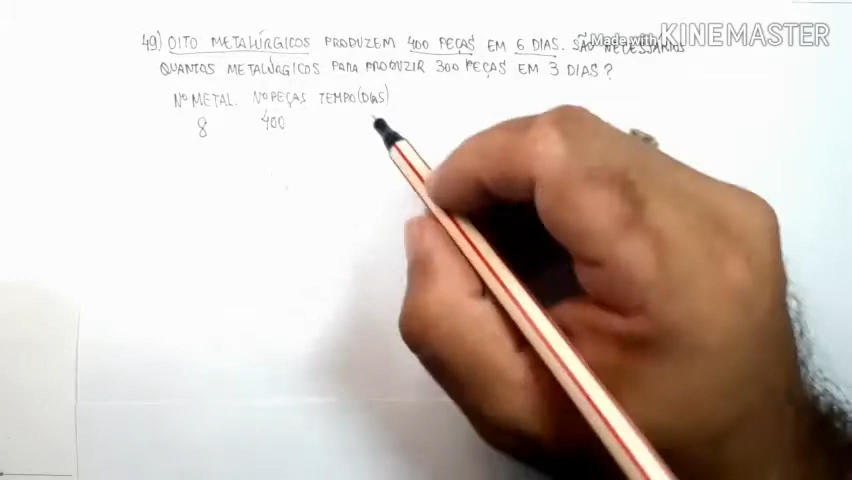 49) OITO METALÚRGICOS PRODUZEM 400 PEÇAS EM 6 DIAS. SÃO NECESSÁRIOS
Made with KINEMASTER
QUANTOS METALÚRGICOS PARA PRODUZIR 300 PEÇAS EM 3 DIAS?
Nº METAL. Nº PEÇAS TEMPO (DIAS)
8 400